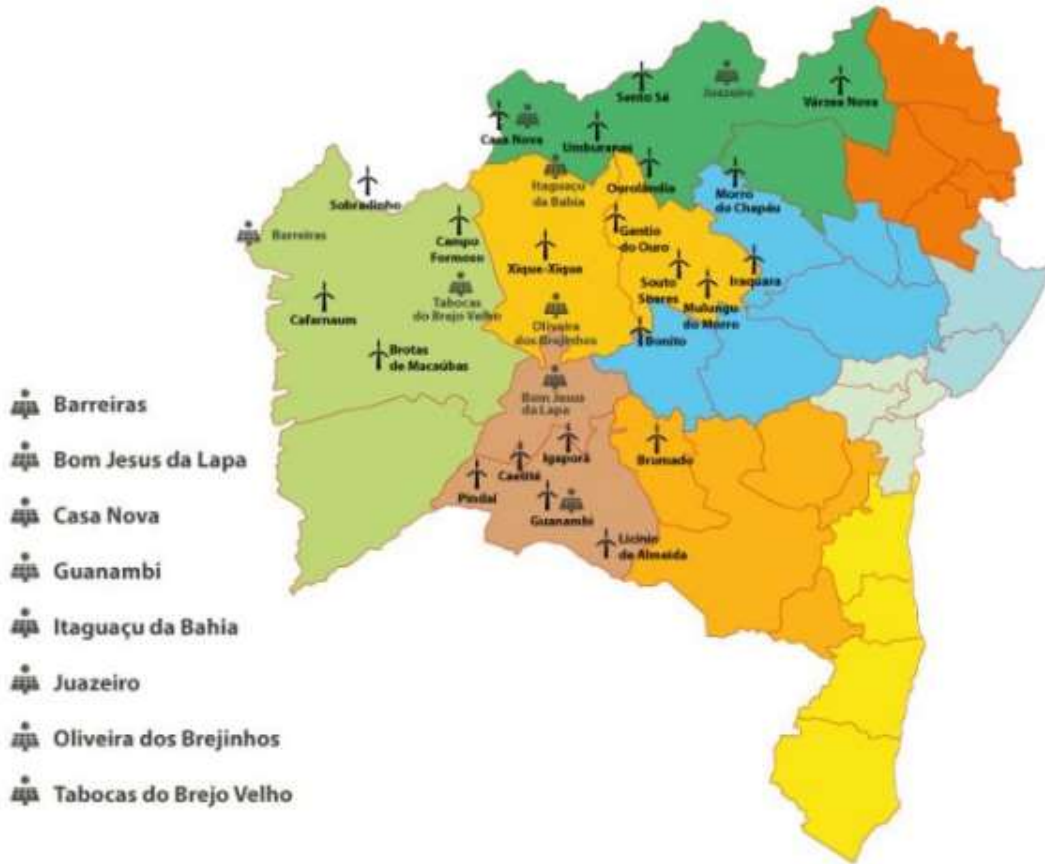 Sento Sé
Juazeiro
Várzea Nova
Casa Nova
Umburanas
Itaguaçu
da Bahia
Ourolândia
Morro
do Chapéu
Sobradinho
Barreiras
Campo
Formoso
Gantio
do Ouro
Xique-Xique
Souto
Soares
Iraquara
Mulungu
do Morro
Tabocas
do Brejo Velho
Cafarnaum
Oliveira
dos Brejinhos
Bonito
Brotas
de Macaúbas
Bom Jesus
da Lapa
Igaporã
Brumado
Caetité
Pindaí
Guanambi
Licínio
de Almeida
Barreiras
Bom Jesus da Lapa
Casa Nova
Guanambi
Itaguaçu da Bahia
Juazeiro
Oliveira dos Brejinhos
Tabocas do Brejo Velho